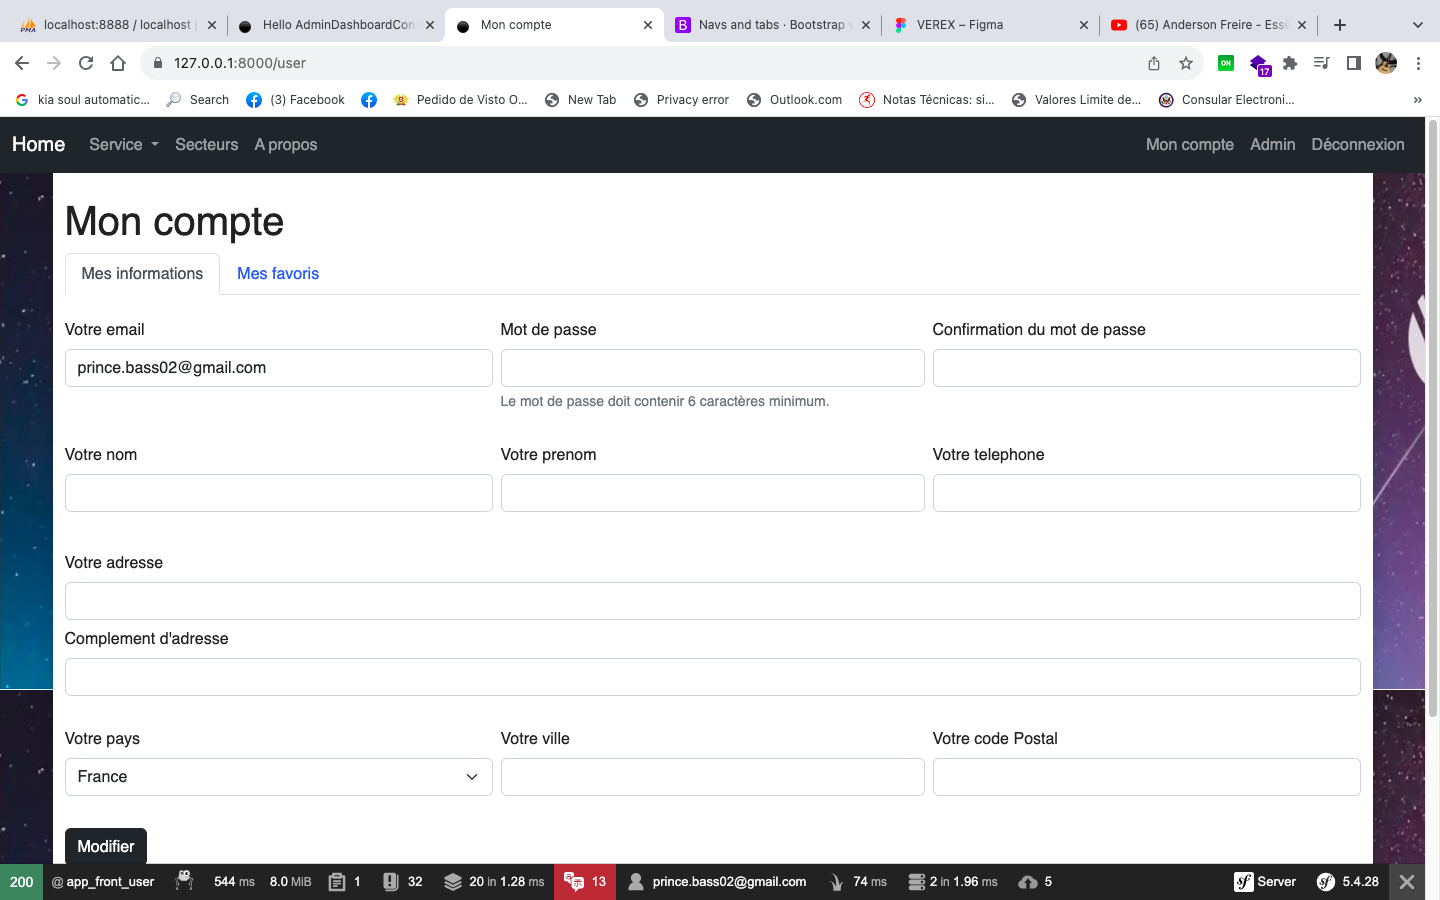 localhost:8888 / localhost |
Hello AdminDashboardCon
Mon compte
Navs and tabs · Bootstrap v
VEREX – Figma
(65) Anderson Freire - Ess
127.0.0.1:8000/user
ON
17
kia soul automatic...
Search
(3) Facebook
Pedido de Visto O...
New Tab
Privacy error
Outlook.com
Notas Técnicas: si...
Valores Limite de...
Consular Electroni...
»
Home
Service
Secteurs
A propos
Mon compte
Admin
Déconnexion
Mon compte
Mes informations
Mes favoris
Votre email
Mot de passe
Confirmation du mot de passe
prince.bass02@gmail.com
Le mot de passe doit contenir 6 caractères minimum.
Votre nom
Votre prenom
Votre telephone
Votre adresse
Complement d'adresse
Votre pays
Votre ville
Votre code Postal
France
Modifier
200
@ app_front_user
544 ms
8.0 MiB
1
32
20 in 1.28 ms
13
prince.bass02@gmail.com
74 ms
2 in 1.96 ms
5
Server
5.4.28